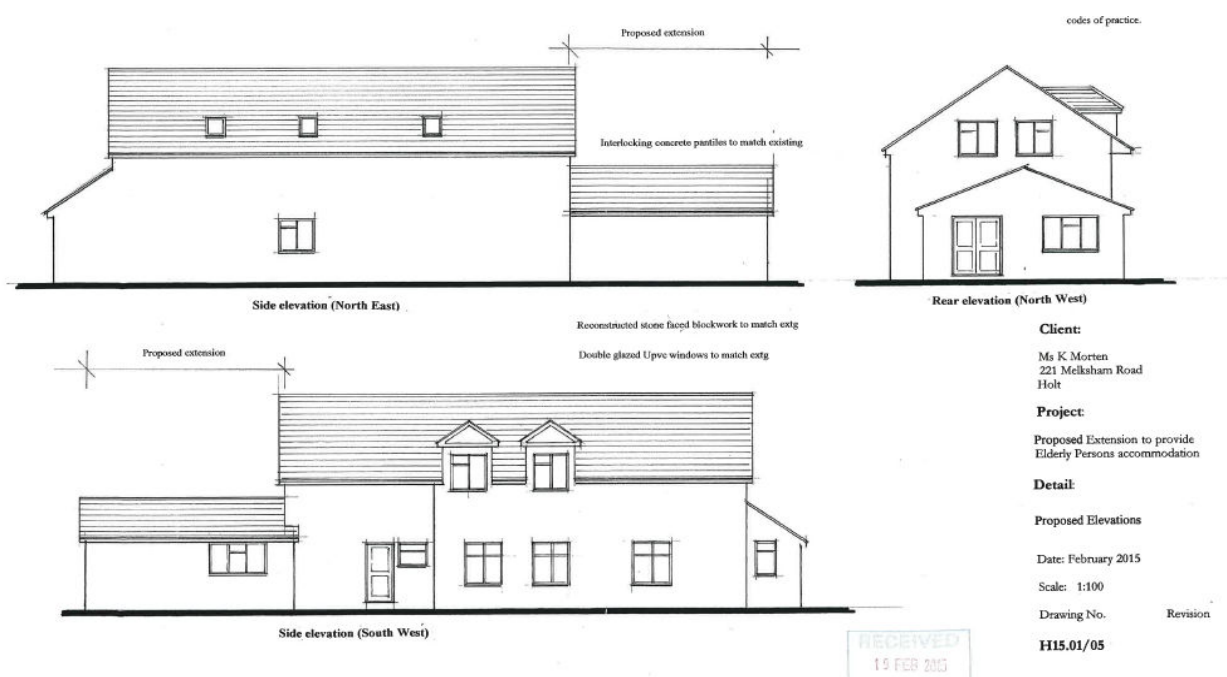 codes of practice.
Proposed extension
Interlocking concrete pantiles to match existing
Side elevation (North East)
Rear elevation (North West)
Reconstructed stone faced blockwork to match extg
Double glazed Upvc windows to match extg
Proposed extension
Side elevation (South West)
Client:
Ms K Morten
221 Melksham Road
Holt
Project:
Proposed Extension to provide
Elderly Persons accommodation
Detail:
Proposed Elevations
Date: February 2015
Scale: 1:100
Drawing No. Revision
H15.01/05
RECEIVED
19 FEB 2015